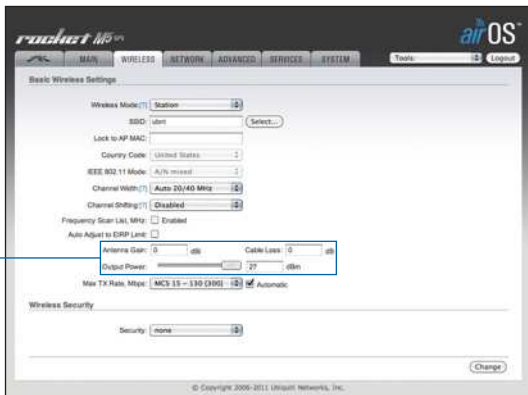 rocket M5
airOS
MAIN WIRELESS NETWORK ADVANCED SERVICES SYSTEM Tools: Logout
Basic Wireless Settings
Wireless Mode:[?] Station
SSID: ubnt Select...
Lock to AP MAC:
Country Code: United States
IEEE 802.11 Mode: A/N mixed
Channel Width:[?] Auto 20/40 MHz
Channel Shifting:[?] Disabled
Frequency Scan List, MHz: Enabled
Auto Adjust to EIRP Limit:
Antenna Gain: 0 dBi Cable Loss: 0 dB
Output Power: 27 dBm
Max TX Rate, Mbps: MCS 15 - 130 [300] Automatic
Wireless Security
Security: none
Change
© Copyright 2006-2011 Ubiquiti Networks, Inc.